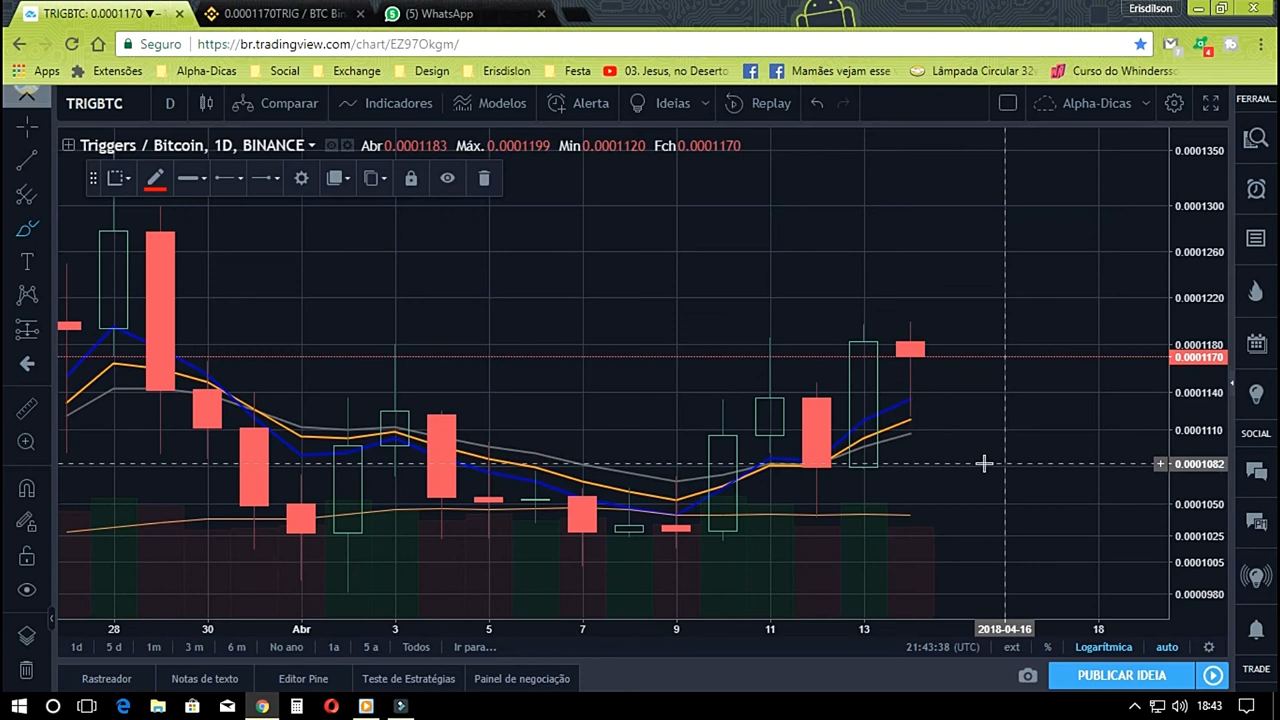 TRIGBTC: 0.0001170 ▼
0.0001170TRIG / BTC Bin
(5) WhatsApp
Erisdilson
Seguro
https://br.tradingview.com/chart/EZ97Okgm/
Apps
Extensões
Alpha-Dicas
Social
Exchange
Design
Erisdilson
Festa
03. Jesus, no Deserto
Mamães vejam esse
Lâmpada Circular 32
Curso do Whinderss
TRIGBTC
D
Comparar
Indicadores
Modelos
Alerta
Ideias
Replay
Alpha-Dicas
FERRAM...
Triggers / Bitcoin, 1D, BINANCE
Abr 0.0001183 Máx. 0.0001199 Min 0.0001120 Fch 0.0001170
0.0001350
0.0001300
0.0001260
0.0001220
0.0001180
0.0001170
0.0001140
0.0001110
0.0001082
0.0001050
0.0001025
0.0001005
0.0000980
SOCIAL
TRADE
28
30
Abr
3
5
7
9
11
13
2018-04-16
18
1d
5 d
1m
3 m
6 m
No ano
1a
5 a
Todos
Ir para...
21:43:38 (UTC)
ext
%
Logarítmica
auto
Rastreador
Notas de texto
Editor Pine
Teste de Estratégias
Painel de negociação
PUBLICAR IDEIA
18:43